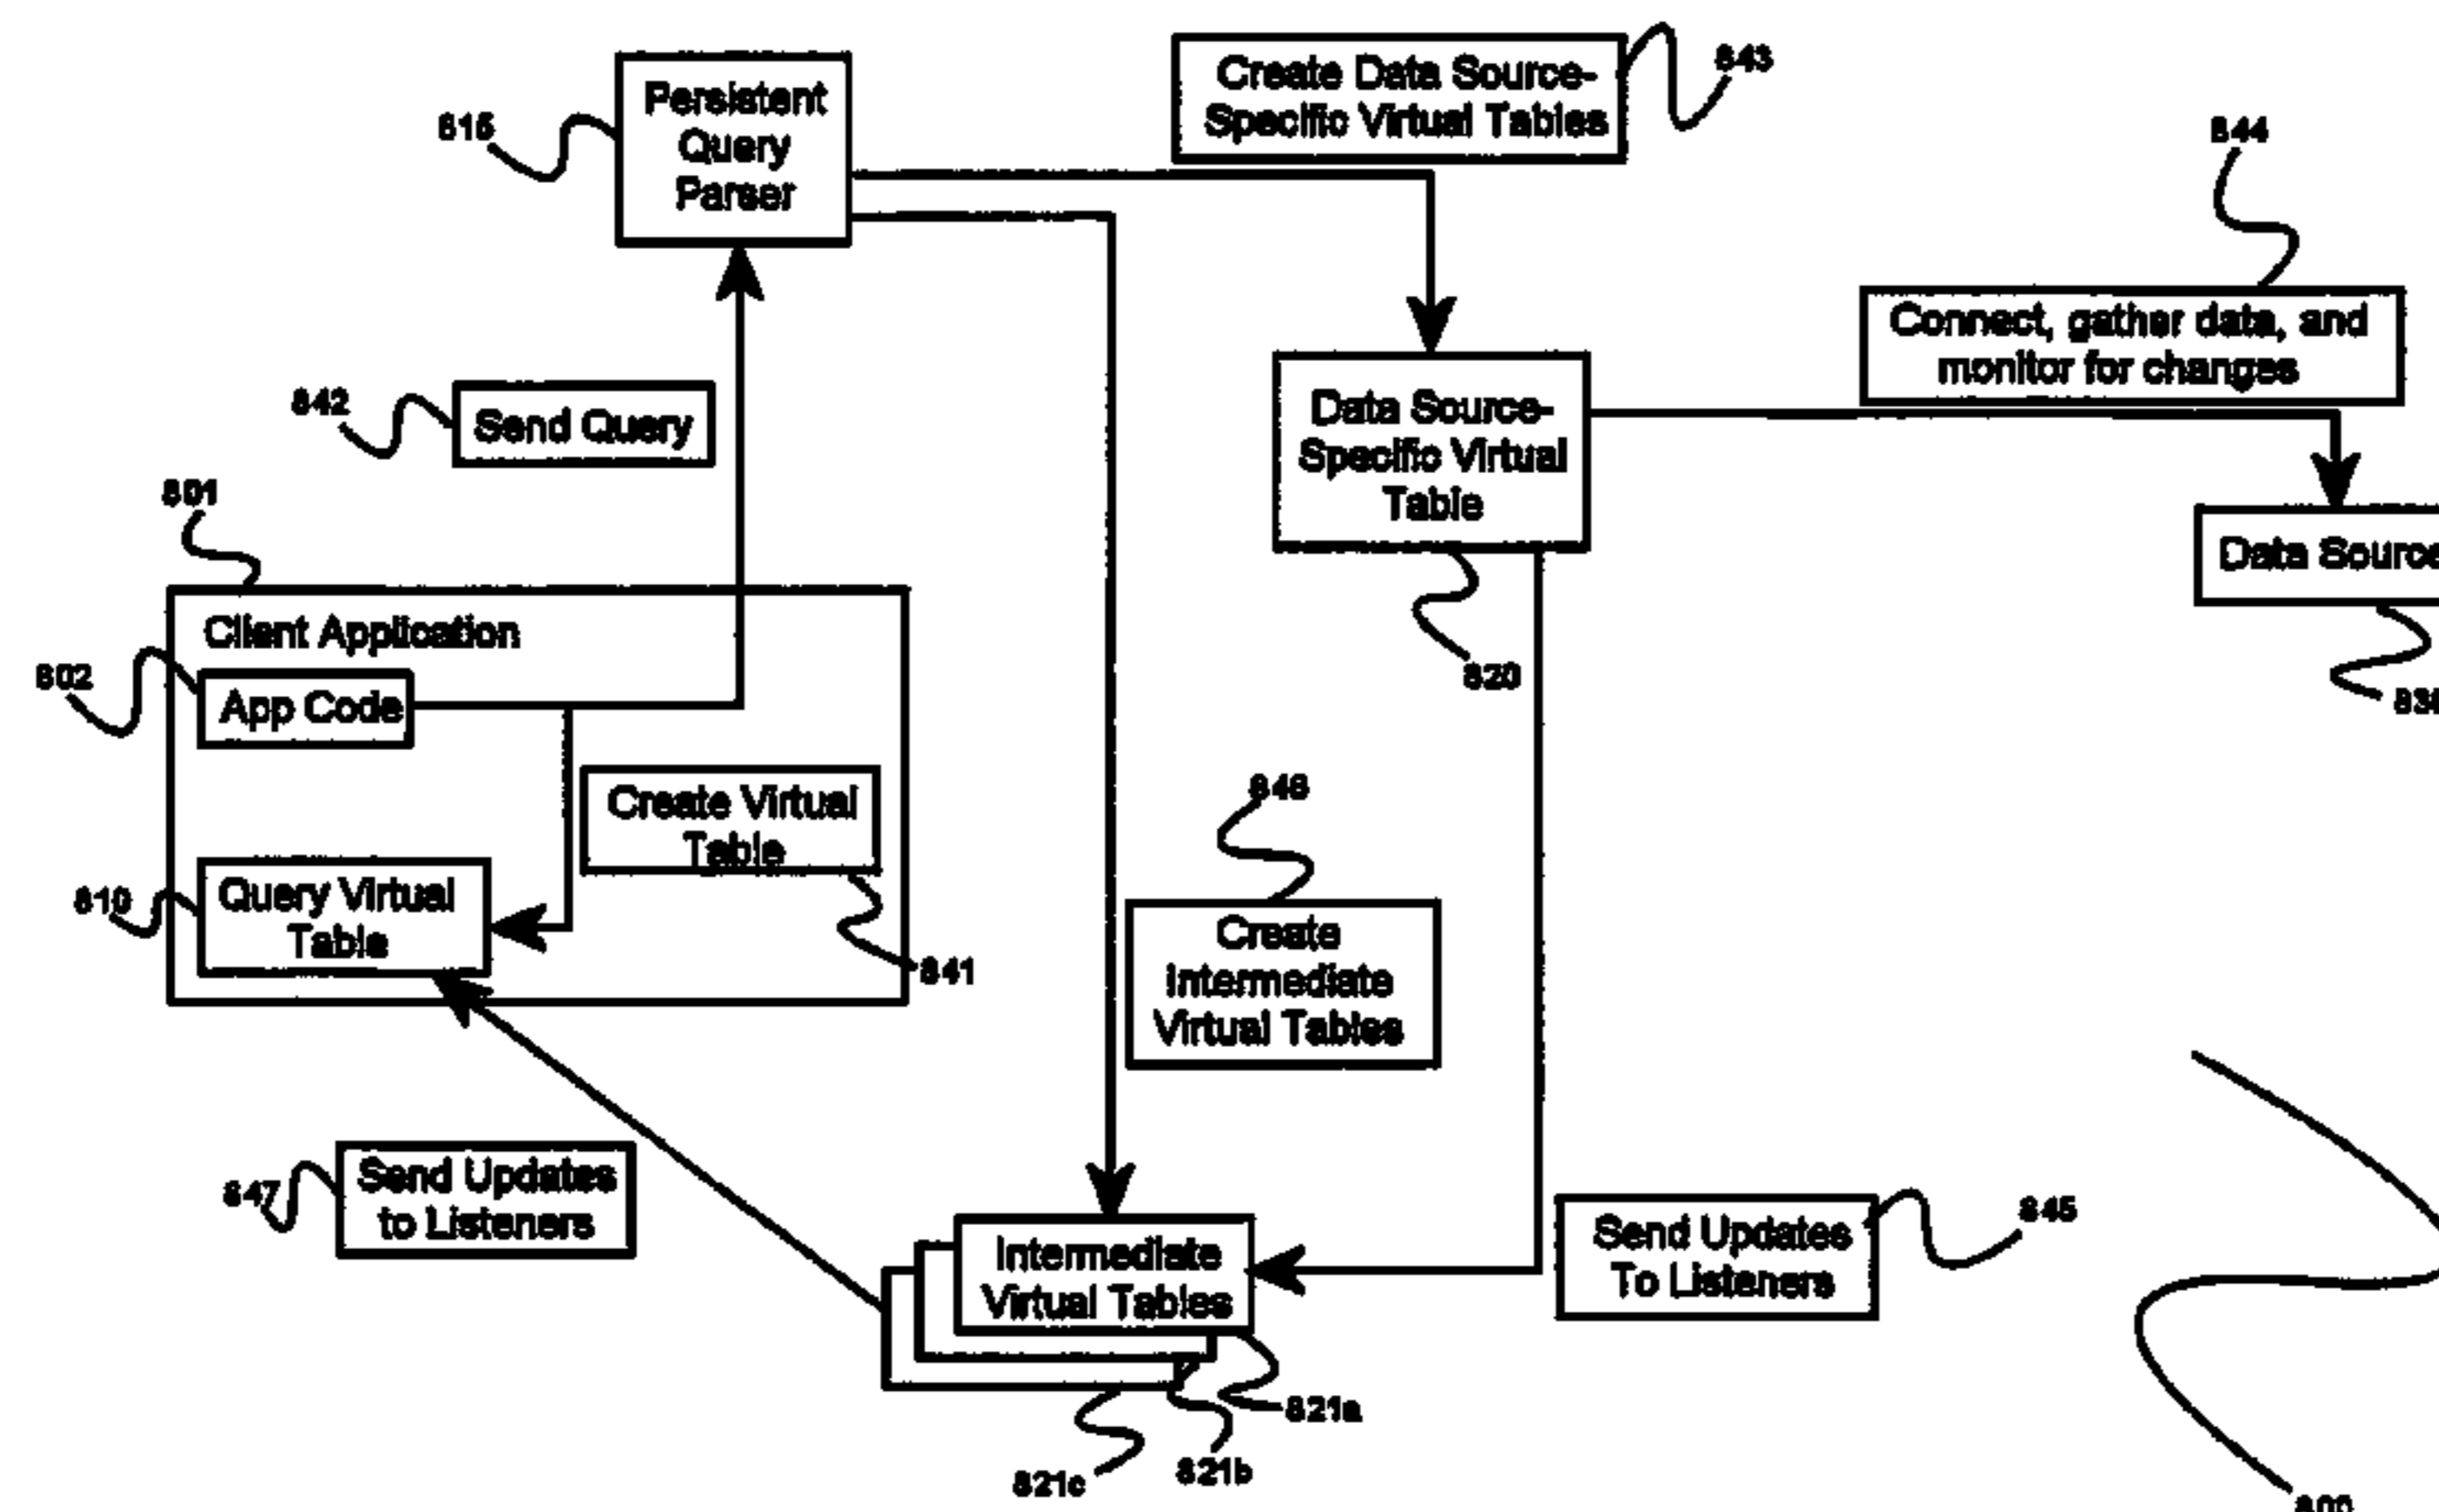 843
Create Data Source-
Specific Virtual Tables
Persistent
Query
Parser
815
844
Connect, gather data, and
monitor for changes
842
Send Query
Data Source-
Specific Virtual
Table
801
Data Source
Client Application
802
App Code
820
Create Virtual
Table
841
810
Query Virtual
Table
Create
Intermediate
Virtual Tables
847
Send Updates
to Listeners
845
Send Updates
To Listeners
Intermediate
Virtual Tables
821a
821b
821c
800